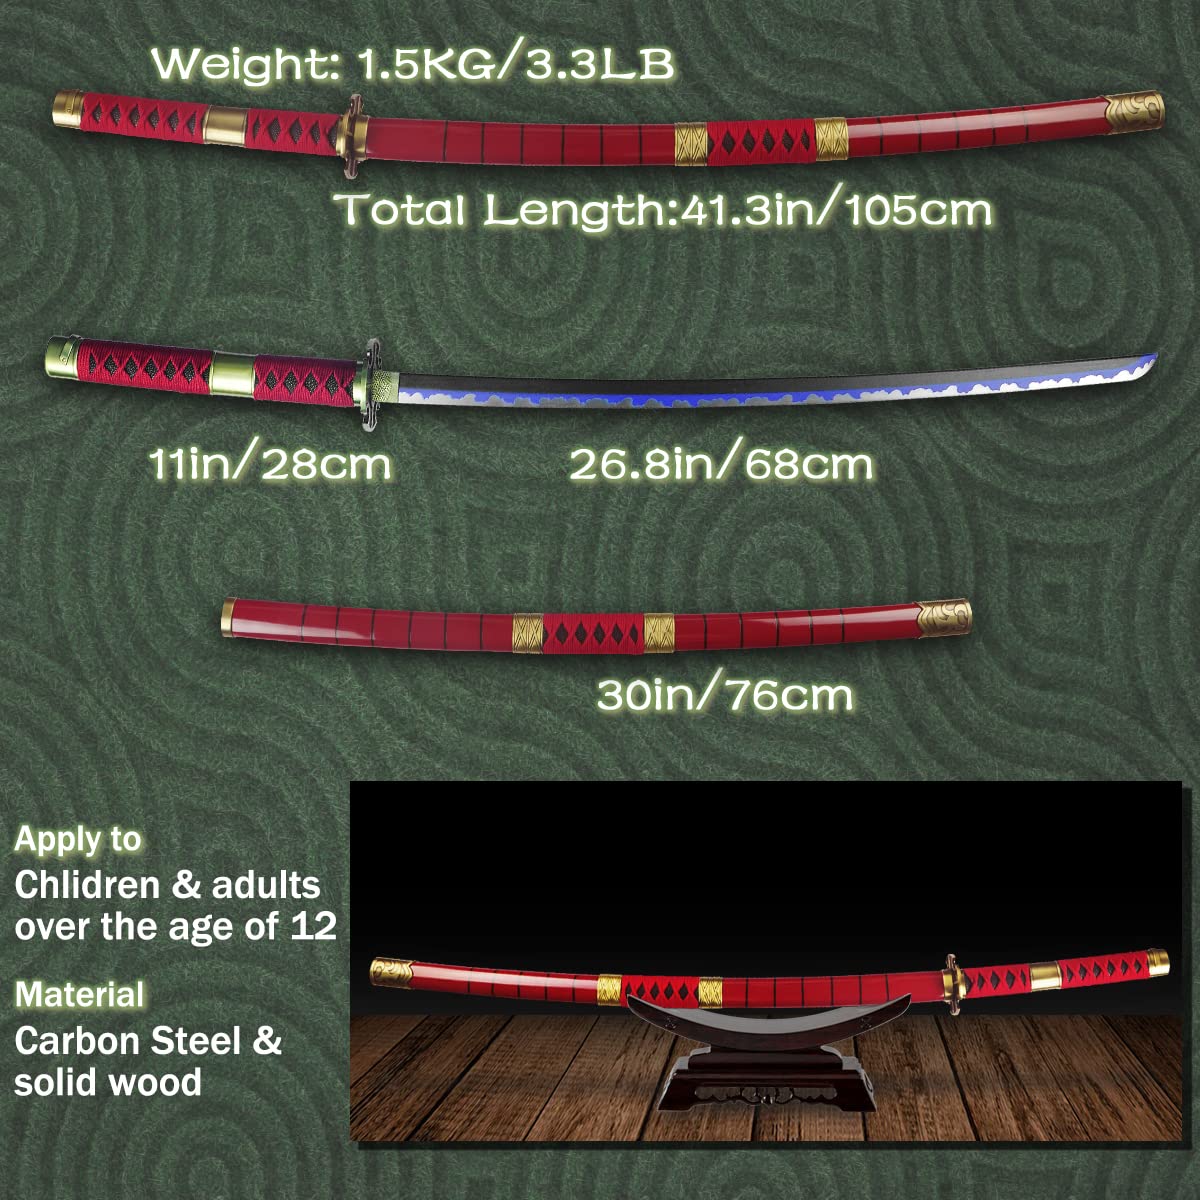 Weight: 1.5KG/3.3LB
Total Length:41.3in/105cm
11in/28cm
26.8in/68cm
30in/76cm
Apply to
Chlidren & adults
over the age of 12
Material
Carbon Steel &
solid wood